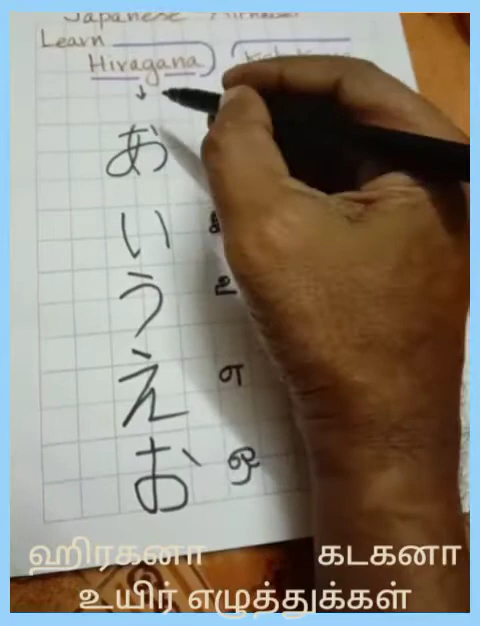 Japanese
Learn
Hiragana
あ
い
う உ
え எ
お ஒ
ஹிரகனா கடகனா
உயிர் எழுத்துக்கள்